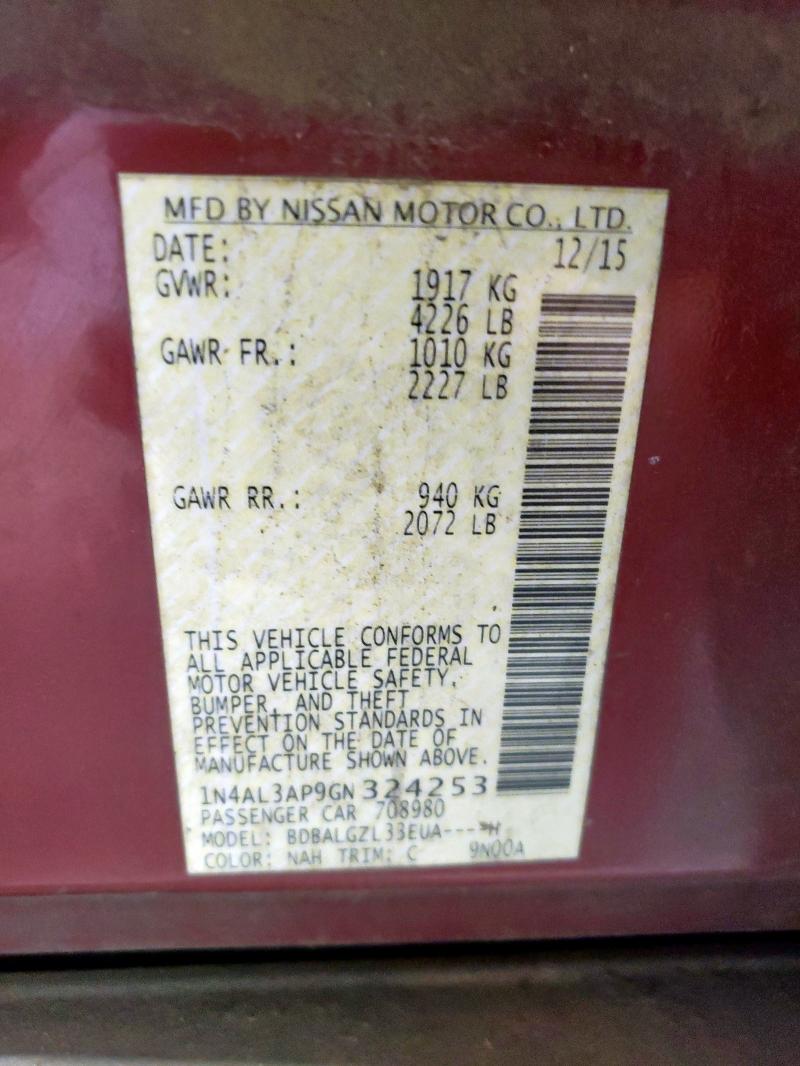 MFD BY NISSAN MOTOR CO., LTD.
DATE: 12/15
GVWR: 1917 KG
4226 LB
GAWR FR.: 1010 KG
2227 LB
GAWR RR.: 940 KG
2072 LB
THIS VEHICLE CONFORMS TO
ALL APPLICABLE FEDERAL
MOTOR VEHICLE SAFETY,
BUMPER, AND THEFT
PREVENTION STANDARDS IN
EFFECT ON THE DATE OF
MANUFACTURE SHOWN ABOVE.
1N4AL3AP9GN324253
PASSENGER CAR 708980
MODEL: BDBALGZL33EUA----H
COLOR: NAH TRIM: C 9N00A